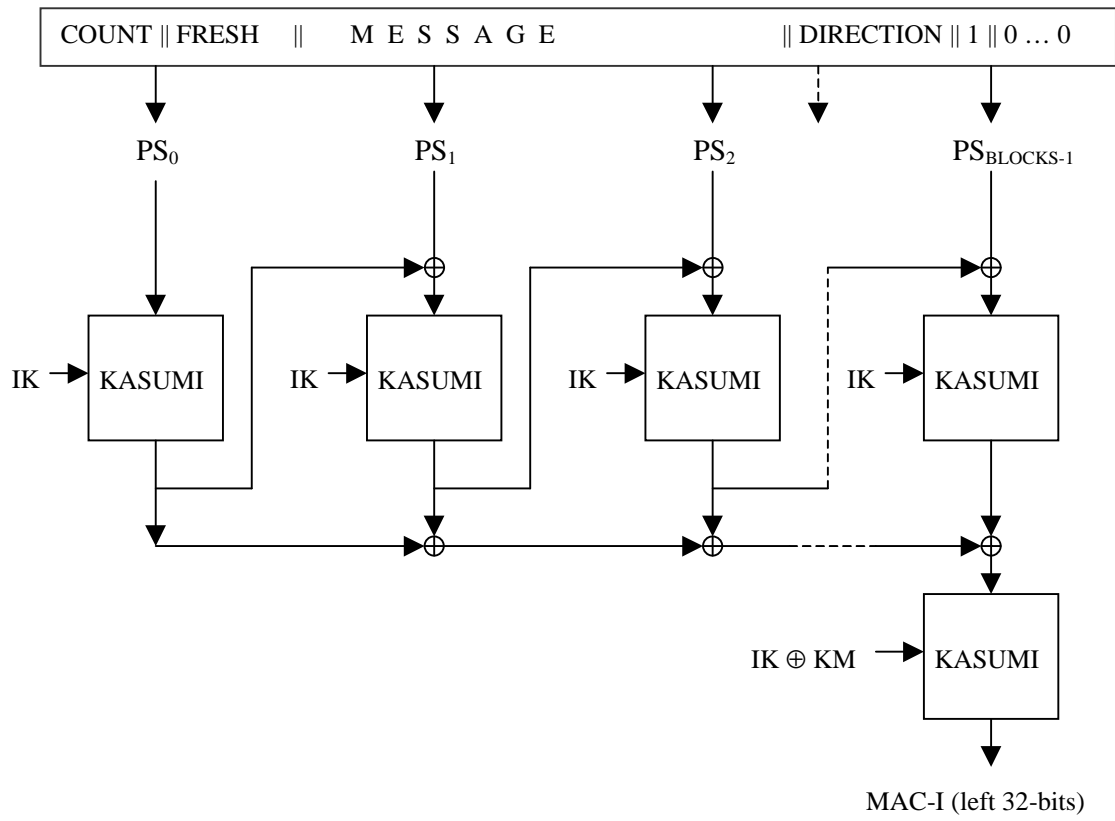 COUNT || FRESH || M E S S A G E || DIRECTION || 1 || 0 … 0
PS₀ PS₁ PS₂ PS_BLOCKS-1
IK KASUMI IK KASUMI IK KASUMI IK KASUMI
IK ⊕ KM KASUMI
MAC-I (left 32-bits)